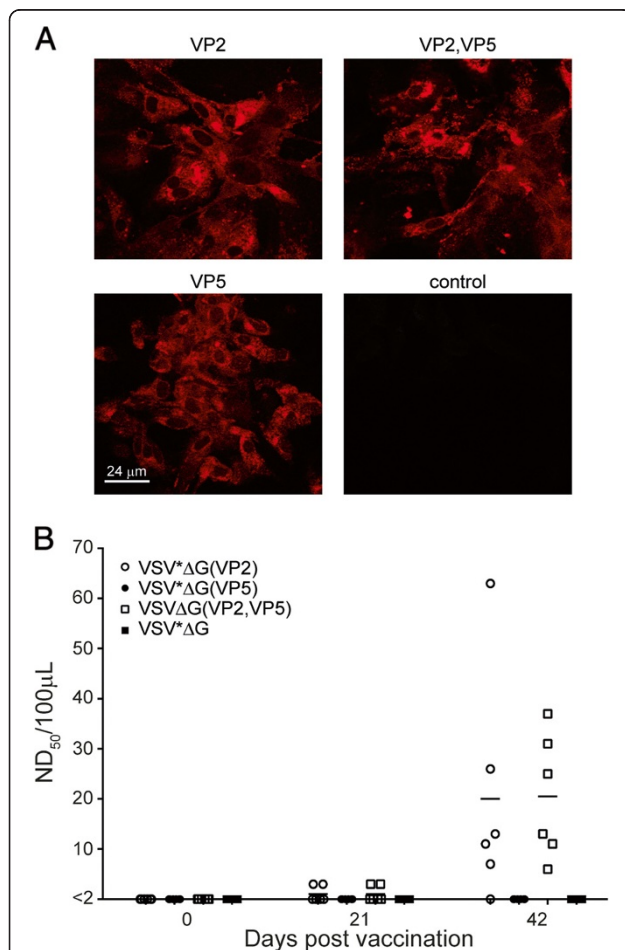 A
VP2
VP2,VP5
VP5
control
24 μm
B
70
60
50
40
30
20
10
<2
ND50/100μL
VSV*ΔG(VP2)
VSV*ΔG(VP5)
VSVΔG(VP2,VP5)
VSV*ΔG
0
21
42
Days post vaccination